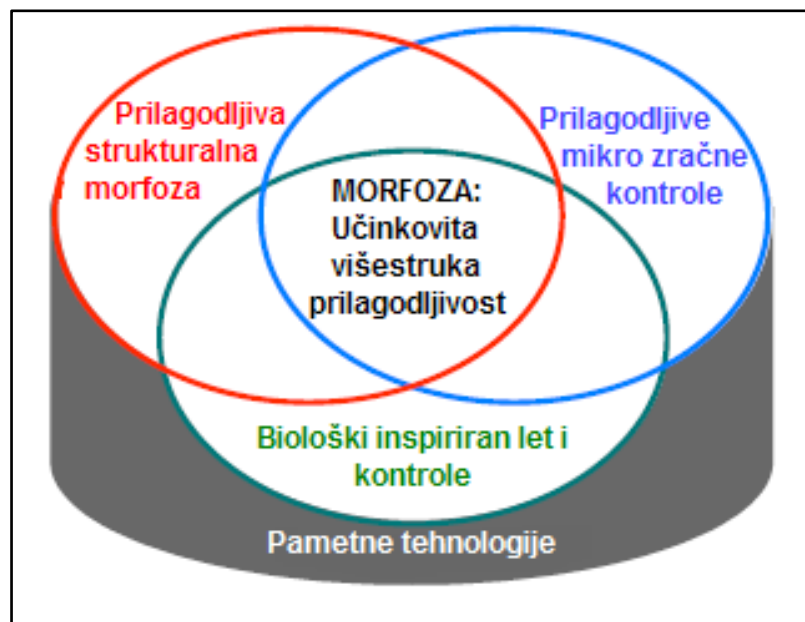 Prilagodljiva
strukturalna
morfoza
Prilagodljive
mikro zračne
kontrole
MORFOZA:
Učinkovita
višestruka
prilagodljivost
Biološki inspiriran let i
kontrole
Pametne tehnologije